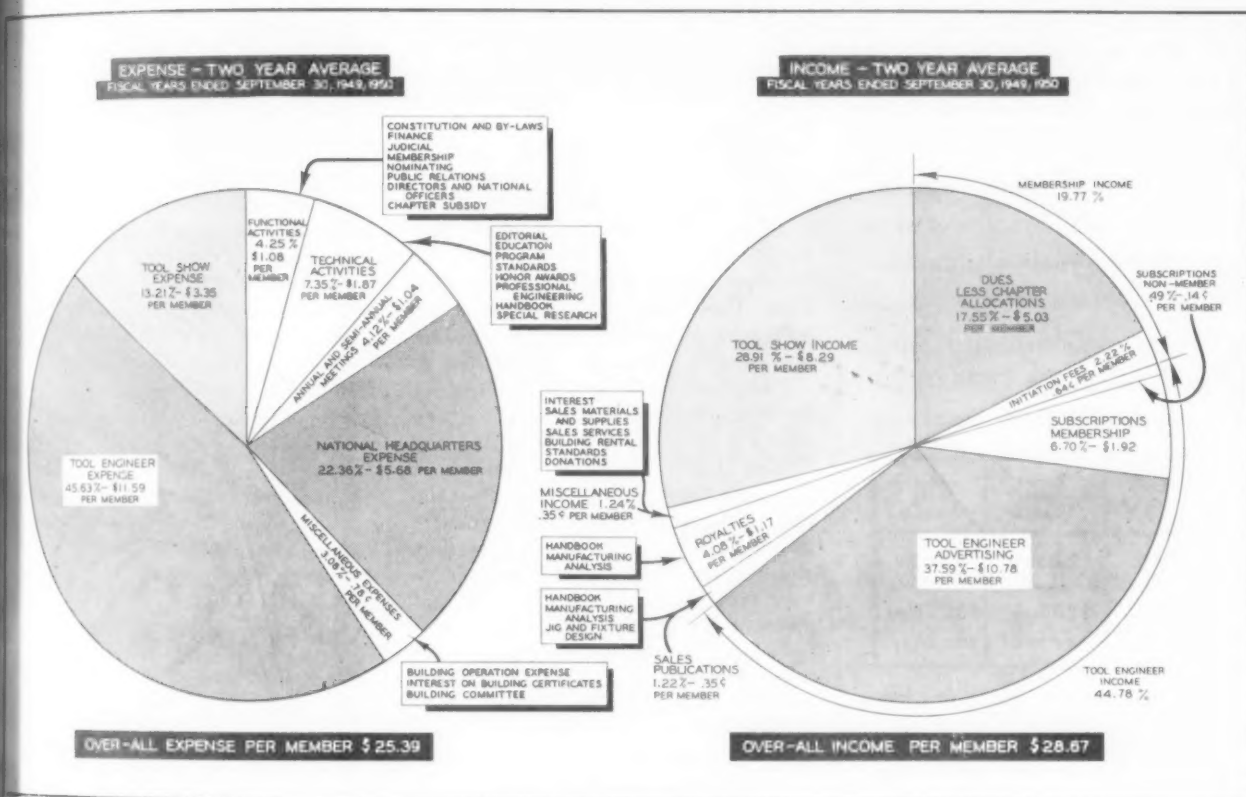 EXPENSE - TWO YEAR AVERAGE
FISCAL YEARS ENDED SEPTEMBER 30, 1949, 1950
CONSTITUTION AND BY-LAWS
FINANCE
JUDICIAL
MEMBERSHIP
NOMINATING
PUBLIC RELATIONS
DIRECTORS AND NATIONAL
OFFICERS
CHAPTER SUBSIDY
FUNCTIONAL
ACTIVITIES
4.25 %
$1.08
PER
MEMBER
TECHNICAL
ACTIVITIES
7.35%- $1.87
PER MEMBER
EDITORIAL
EDUCATION
PROGRAM
STANDARDS
HONOR AWARDS
PROFESSIONAL
ENGINEERING
HANDBOOK
SPECIAL RESEARCH
ANNUAL AND SEMI-ANNUAL
MEETINGS 4.12%- $1.04
PER MEMBER
TOOL SHOW
EXPENSE
13.21%- $3.35
PER MEMBER
NATIONAL HEADQUARTERS
EXPENSE
22.36%- $5.68 PER MEMBER
TOOL ENGINEER
EXPENSE
45.63%- $11.59
PER MEMBER
MISCELLANEOUS EXPENSES
3.08%- .78¢
PER MEMBER
BUILDING OPERATION EXPENSE
INTEREST ON BUILDING CERTIFICATES
BUILDING COMMITTEE
OVER-ALL EXPENSE PER MEMBER $25.39
INCOME - TWO YEAR AVERAGE
FISCAL YEARS ENDED SEPTEMBER 30, 1949, 1950
MEMBERSHIP INCOME
19.77 %
DUES
LESS CHAPTER
ALLOCATIONS
17.55%- $5.03
PER MEMBER
SUBSCRIPTIONS
NON-MEMBER
.49%- .14¢
PER MEMBER
TOOL SHOW INCOME
28.91 %- $8.29
PER MEMBER
INITIATION FEES 2.22%
.64¢ PER MEMBER
SUBSCRIPTIONS
MEMBERSHIP
6.70%- $1.92
INTEREST
SALES MATERIALS
AND SUPPLIES
SALES SERVICES
BUILDING RENTAL
STANDARDS
DONATIONS
MISCELLANEOUS
INCOME 1.24%
.35¢ PER MEMBER
ROYALTIES
4.08%- $1.17
PER MEMBER
HANDBOOK
MANUFACTURING
ANALYSIS
TOOL ENGINEER
ADVERTISING
37.59%- $10.78
PER MEMBER
HANDBOOK
MANUFACTURING
ANALYSIS
JIG AND FIXTURE
DESIGN
SALES
PUBLICATIONS
1.22%- .35¢
PER MEMBER
TOOL ENGINEER
INCOME
44.78 %
OVER-ALL INCOME PER MEMBER $28.67